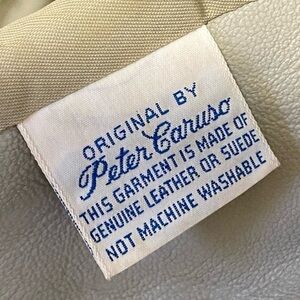 ORIGINAL BY
Peter Caruso
THIS GARMENT IS MADE OF
GENUINE LEATHER OR SUEDE
NOT MACHINE WASHABLE